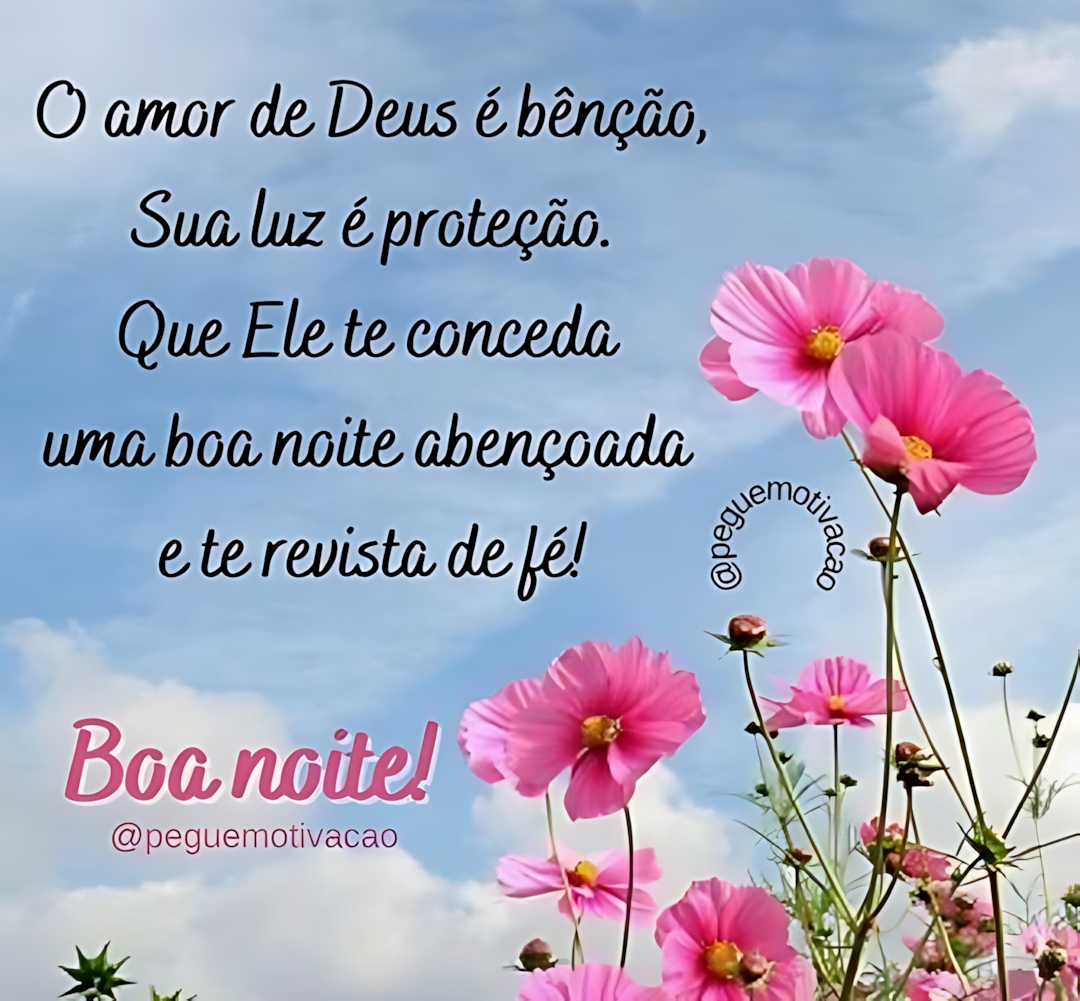 O amor de Deus é bênção,
Sua luz é proteção.
Que Ele te conceda
uma boa noite abençoada
e te revista de fé!
@peguemotivacao
Boa noite!
@peguemotivacao